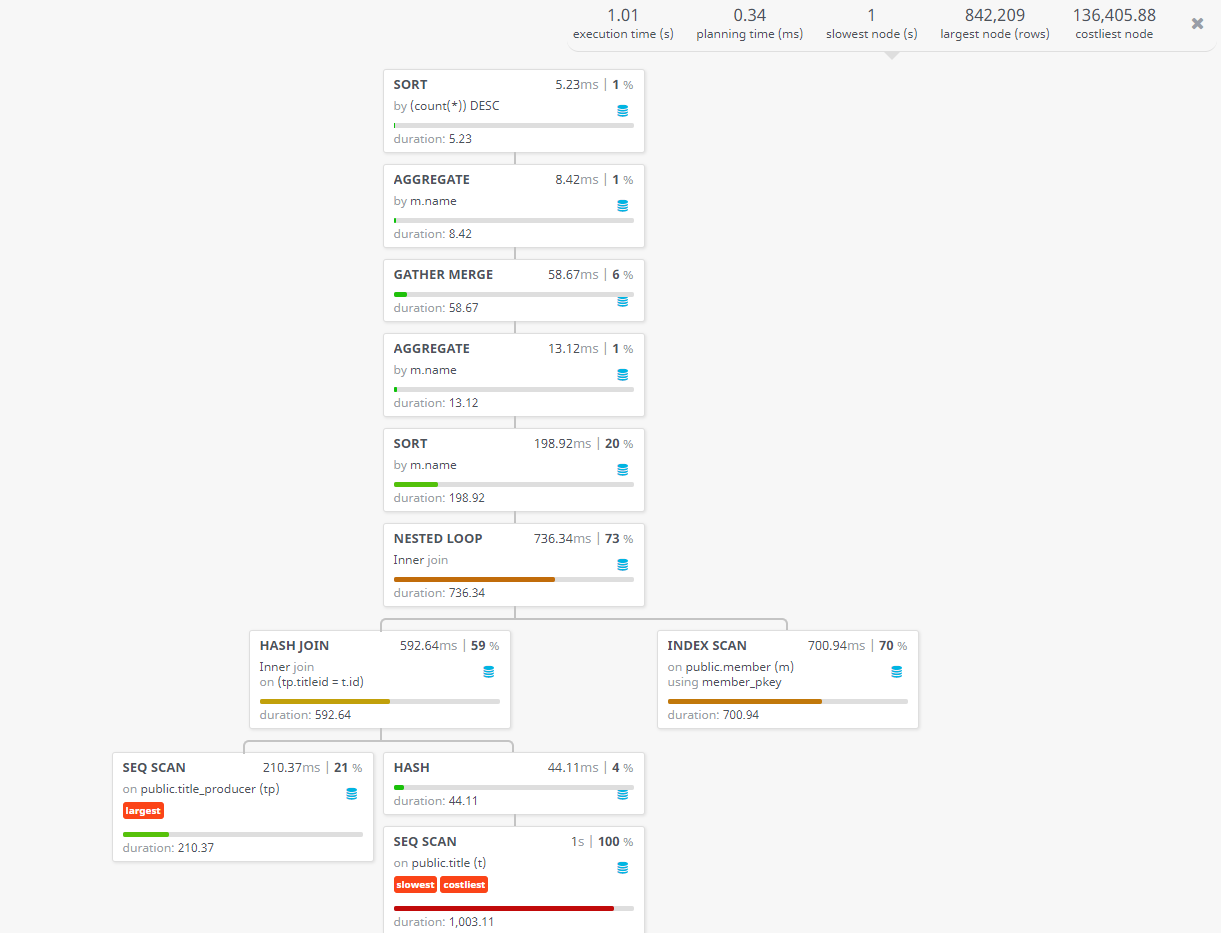 1.01 0.34 1 842,209 136,405.88
execution time (s) planning time (ms) slowest node (s) largest node (rows) costliest node
SORT 5.23ms | 1 %
by (count(*)) DESC
duration: 5.23
AGGREGATE 8.42ms | 1 %
by m.name
duration: 8.42
GATHER MERGE 58.67ms | 6 %
duration: 58.67
AGGREGATE 13.12ms | 1 %
by m.name
duration: 13.12
SORT 198.92ms | 20 %
by m.name
duration: 198.92
NESTED LOOP 736.34ms | 73 %
Inner join
duration: 736.34
HASH JOIN 592.64ms | 59 %
Inner join
on (tp.titleid = t.id)
duration: 592.64
INDEX SCAN 700.94ms | 70 %
on public.member (m)
using member_pkey
duration: 700.94
SEQ SCAN 210.37ms | 21 %
on public.title_producer (tp)
largest
duration: 210.37
HASH 44.11ms | 4 %
duration: 44.11
SEQ SCAN 1s | 100 %
on public.title (t)
slowest costliest
duration: 1,003.11